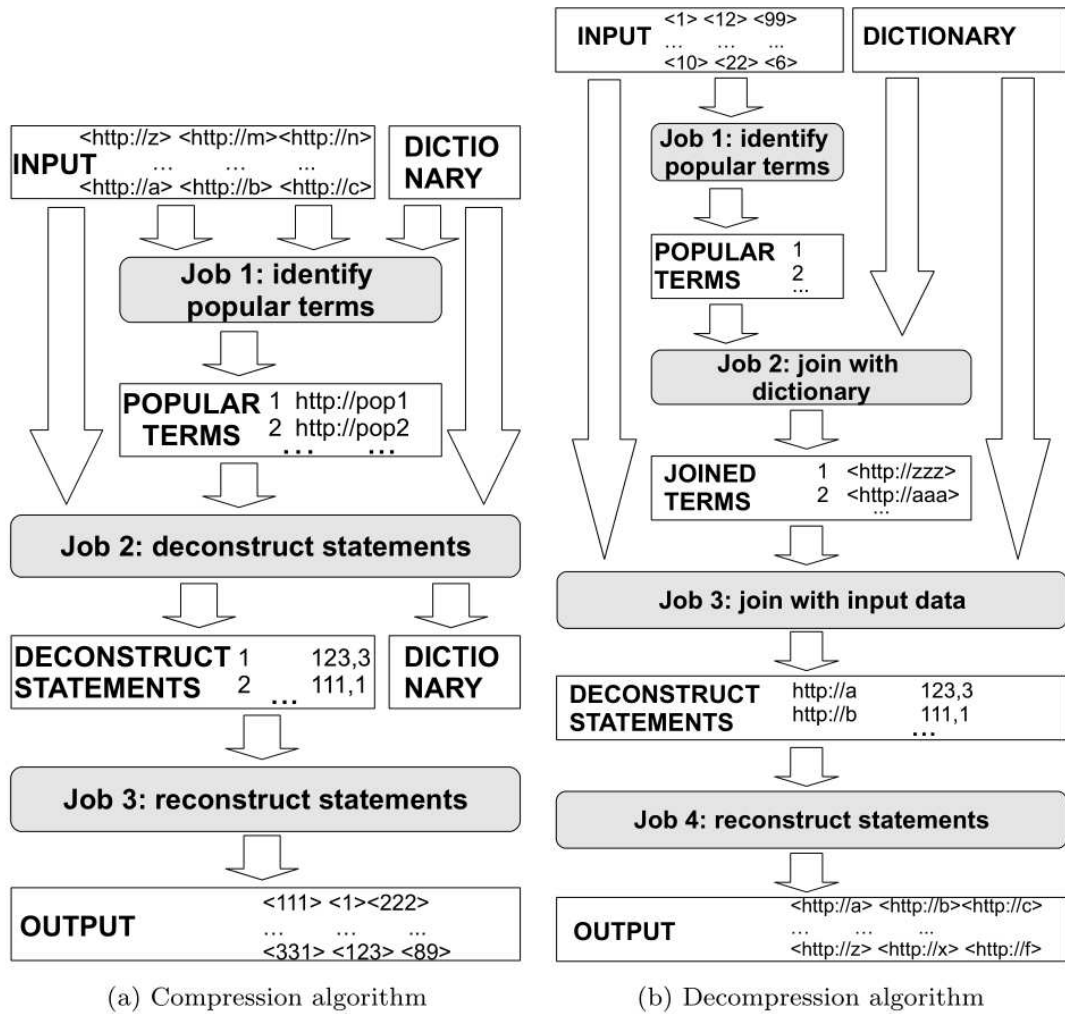 INPUT
<http://z> <http://m> <http://n>
... ... ...
<http://a> <http://b> <http://c>
DICTIO
NARY
Job 1: identify
popular terms
POPULAR
TERMS
1 http://pop1
2 http://pop2
... ...
Job 2: deconstruct statements
DECONSTRUCT
STATEMENTS
1 123,3
2 111,1
...
DICTIO
NARY
Job 3: reconstruct statements
OUTPUT
<111> <1><222>
... ... ...
<331> <123> <89>
(a) Compression algorithm
INPUT
<1> <12> <99>
... ... ...
<10> <22> <6>
DICTIONARY
Job 1: identify
popular terms
POPULAR
TERMS
1
2
...
Job 2: join with
dictionary
JOINED
TERMS
1 <http://zzz>
2 <http://aaa>
...
Job 3: join with input data
DECONSTRUCT
STATEMENTS
http://a 123,3
http://b 111,1
...
Job 4: reconstruct statements
OUTPUT
<http://a> <http://b><http://c>
... ... ...
<http://z> <http://x> <http://f>
(b) Decompression algorithm